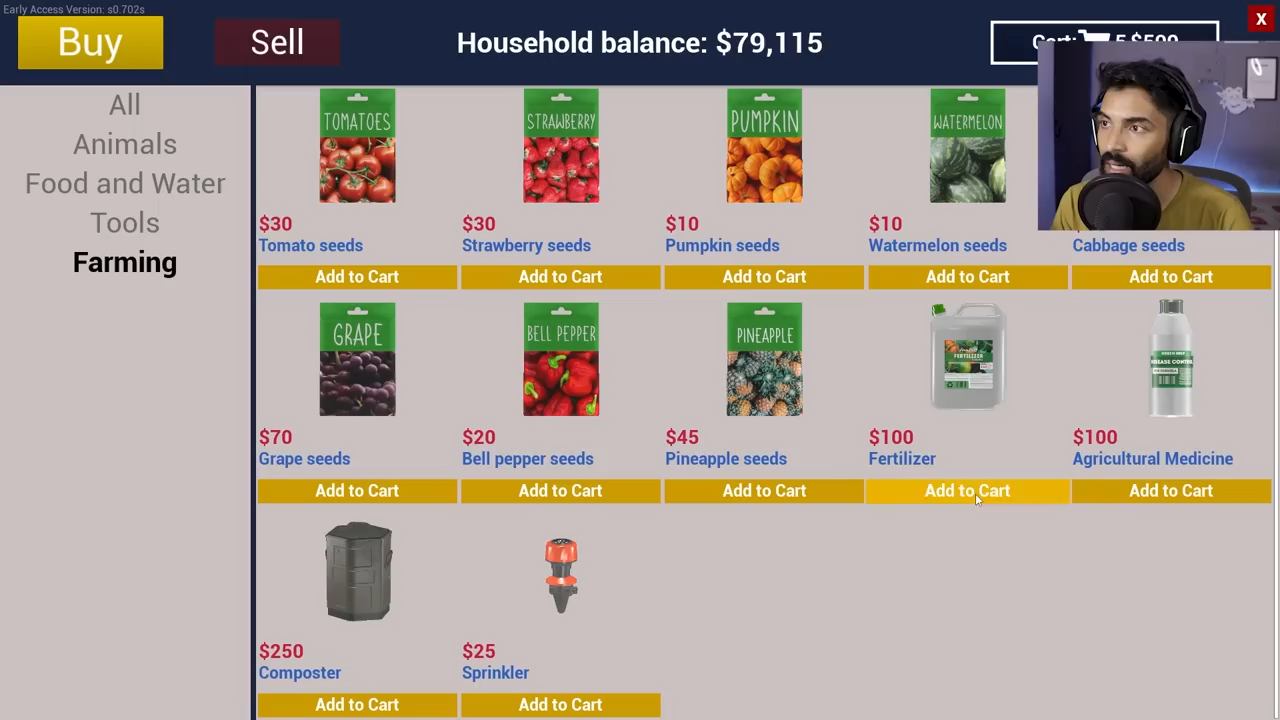 Early Access Version: s0.702s
Buy
Sell
Household balance: $79,115
X
All
Animals
Food and Water
Tools
Farming
TOMATOES
STRAWBERRY
PUMPKIN
WATERMELON
$30
$30
$10
$10
Tomato seeds
Strawberry seeds
Pumpkin seeds
Watermelon seeds
Cabbage seeds
Add to Cart
Add to Cart
Add to Cart
Add to Cart
Add to Cart
GRAPE
BELL PEPPER
PINEAPPLE
FERTILIZER
$70
$20
$45
$100
$100
Grape seeds
Bell pepper seeds
Pineapple seeds
Fertilizer
Agricultural Medicine
Add to Cart
Add to Cart
Add to Cart
Add to Cart
Add to Cart
$250
$25
Composter
Sprinkler
Add to Cart
Add to Cart